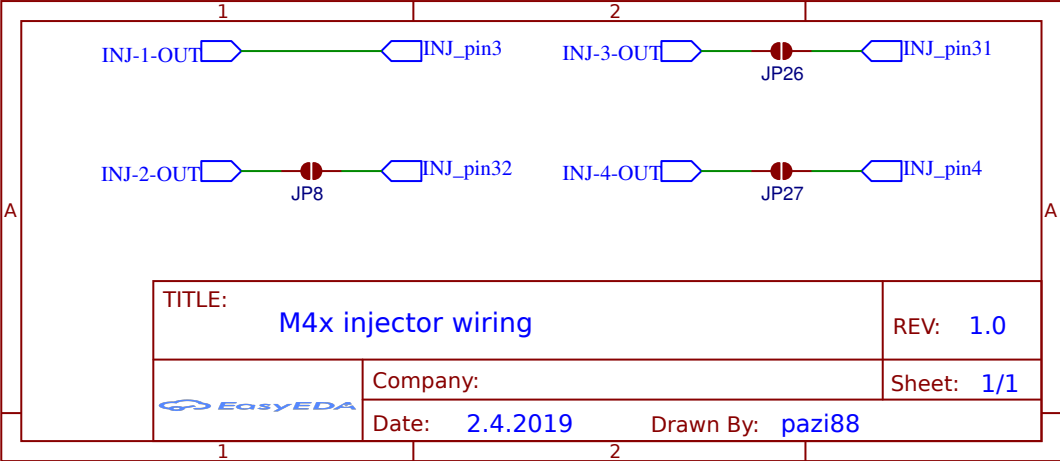 1 2
INJ-1-OUT INJ_pin3 INJ-3-OUT INJ_pin31
JP26
INJ-2-OUT INJ_pin32 INJ-4-OUT INJ_pin4
JP8 JP27
A A
TITLE:
M4x injector wiring
REV: 1.0
EasyEDA
Company:
Sheet: 1/1
Date: 2.4.2019 Drawn By: pazi88
1 2